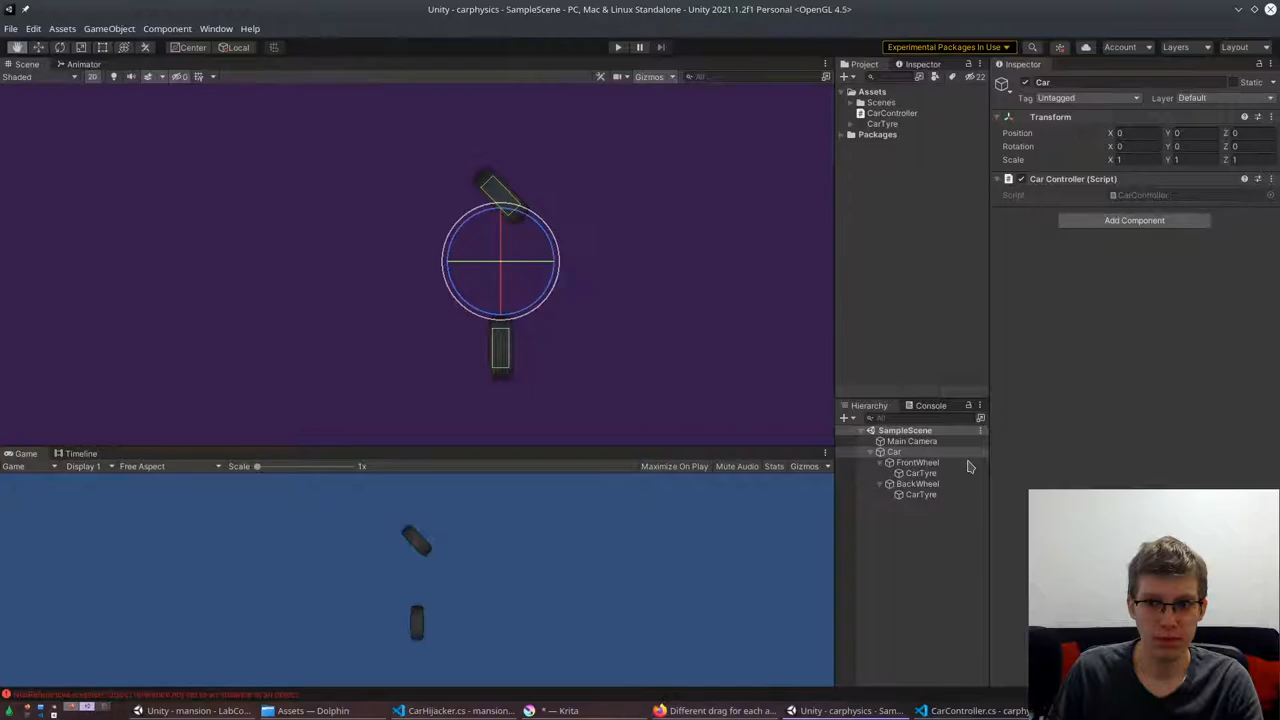 Unity - carphysics - SampleScene - PC, Mac & Linux Standalone - Unity 2021.1.2f1 Personal <OpenGL 4.5>
File Edit Assets GameObject Component Window Help
Center Local Experimental Packages In Use Account Layers Layout
Scene Animator
Shaded 2D 0 Gizmos All
Project Inspector
22
Assets
Scenes
CarController
CarTyre
Packages
Inspector
Car Static
Tag Untagged Layer Default
Transform
Position X 0 Y 0 Z 0
Rotation X 0 Y 0 Z 0
Scale X 1 Y 1 Z 1
Car Controller (Script)
Script CarController
Add Component
Hierarchy Console
All
SampleScene
Main Camera
Car
FrontWheel
CarTyre
BackWheel
CarTyre
Game Timeline
Game Display 1 Free Aspect Scale 1x Maximize On Play Mute Audio Stats Gizmos
Unity - mansion - LabCo... Assets — Dolphin CarHijacker.cs - mansion... * — Krita Different drag for each a... Unity - carphysics - Sam... CarController.cs - carph